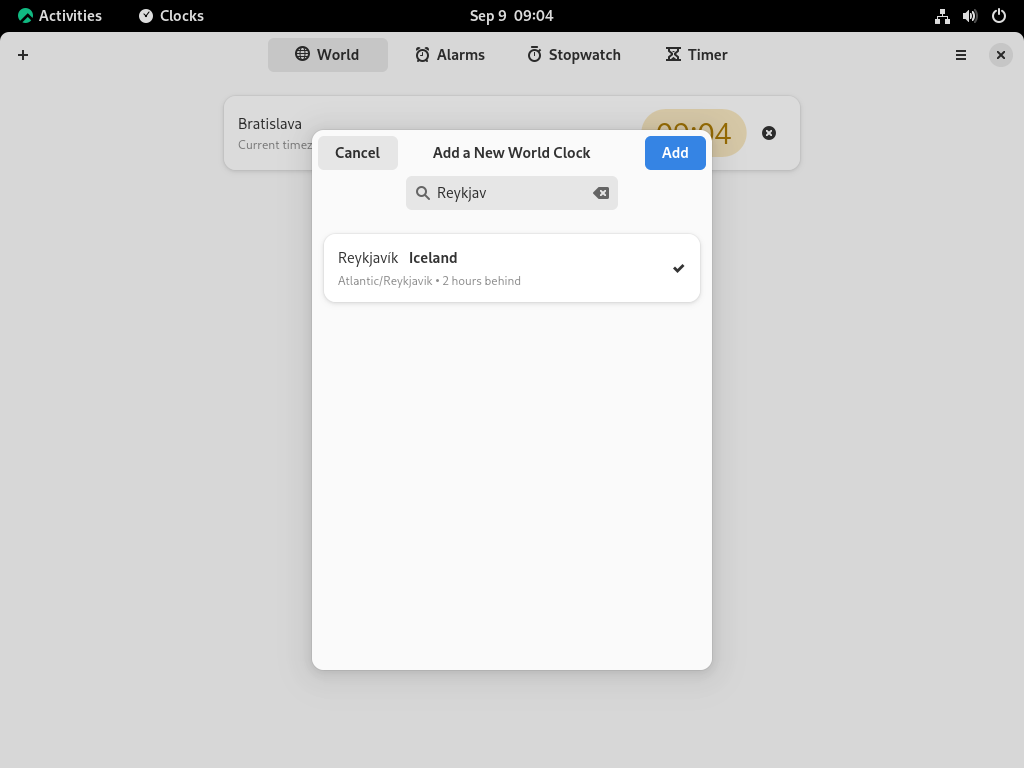 Activities Clocks Sep 9 09:04
World Alarms Stopwatch Timer
Bratislava
Current timez
09:04
Cancel Add a New World Clock Add
Reykjav
Reykjavík Iceland
Atlantic/Reykjavik • 2 hours behind